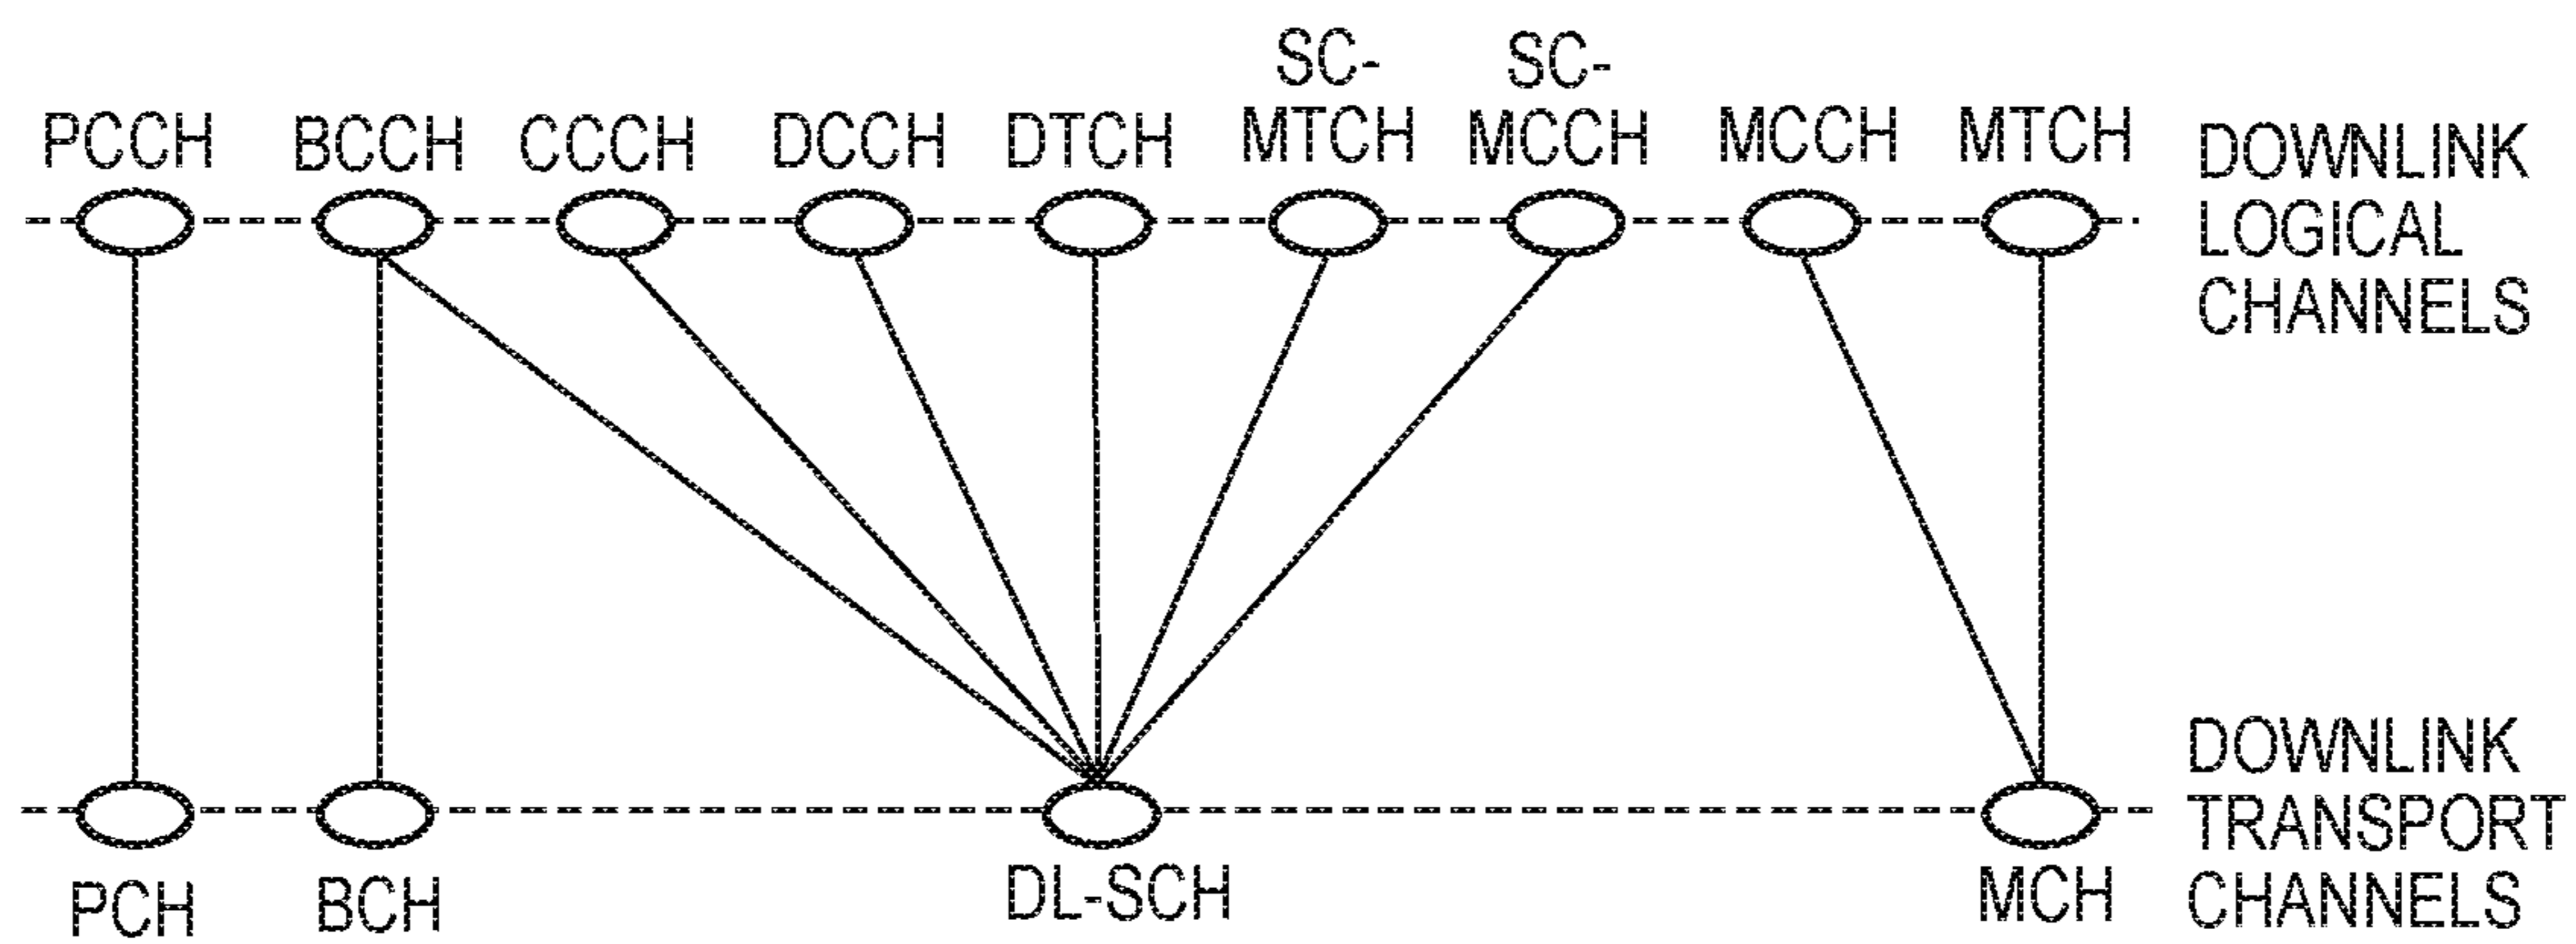 SC-
SC-
PCCH
BCCH
CCCH
DCCH
DTCH
MTCH
MCCH
MCCH
MTCH
DOWNLINK
LOGICAL
CHANNELS
DOWNLINK
TRANSPORT
CHANNELS
PCH
BCH
DL-SCH
MCH